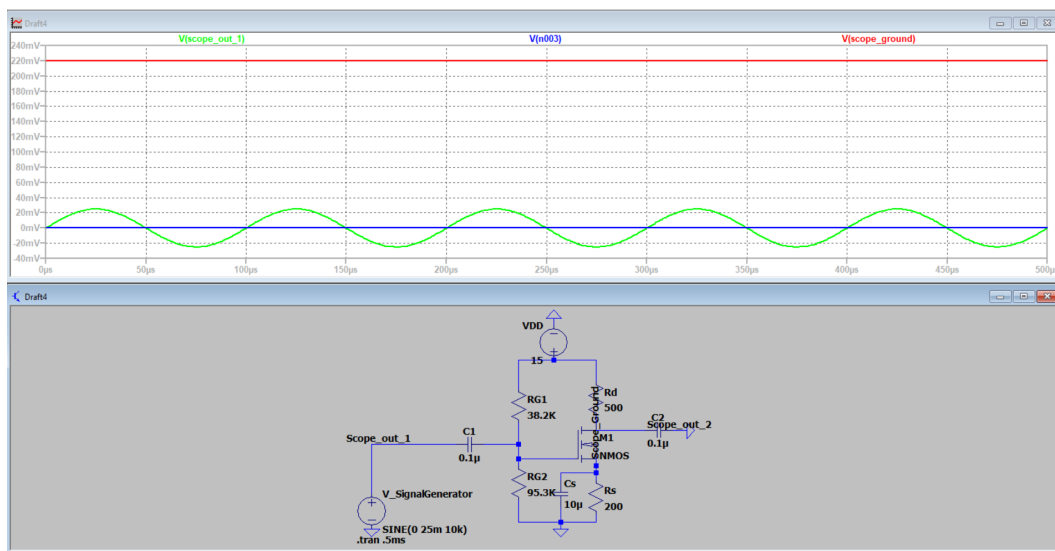 Draft4
V(scope_out_1) V(n003) V(scope_ground)
240mV
220mV
200mV
180mV
160mV
140mV
120mV
100mV
80mV
60mV
40mV
20mV
0mV
-20mV
-40mV
0µs 50µs 100µs 150µs 200µs 250µs 300µs 350µs 400µs 450µs 500µs
Draft4
VDD
15
RG1
38.2K
Rd
500
Scope_Ground
C2
Scope_out_2
0.1µ
M1
NMOS
C1
Scope_out_1
0.1µ
RG2
95.3K
Cs
10µ
Rs
200
V_SignalGenerator
SINE(0 25m 10k)
.tran .5ms